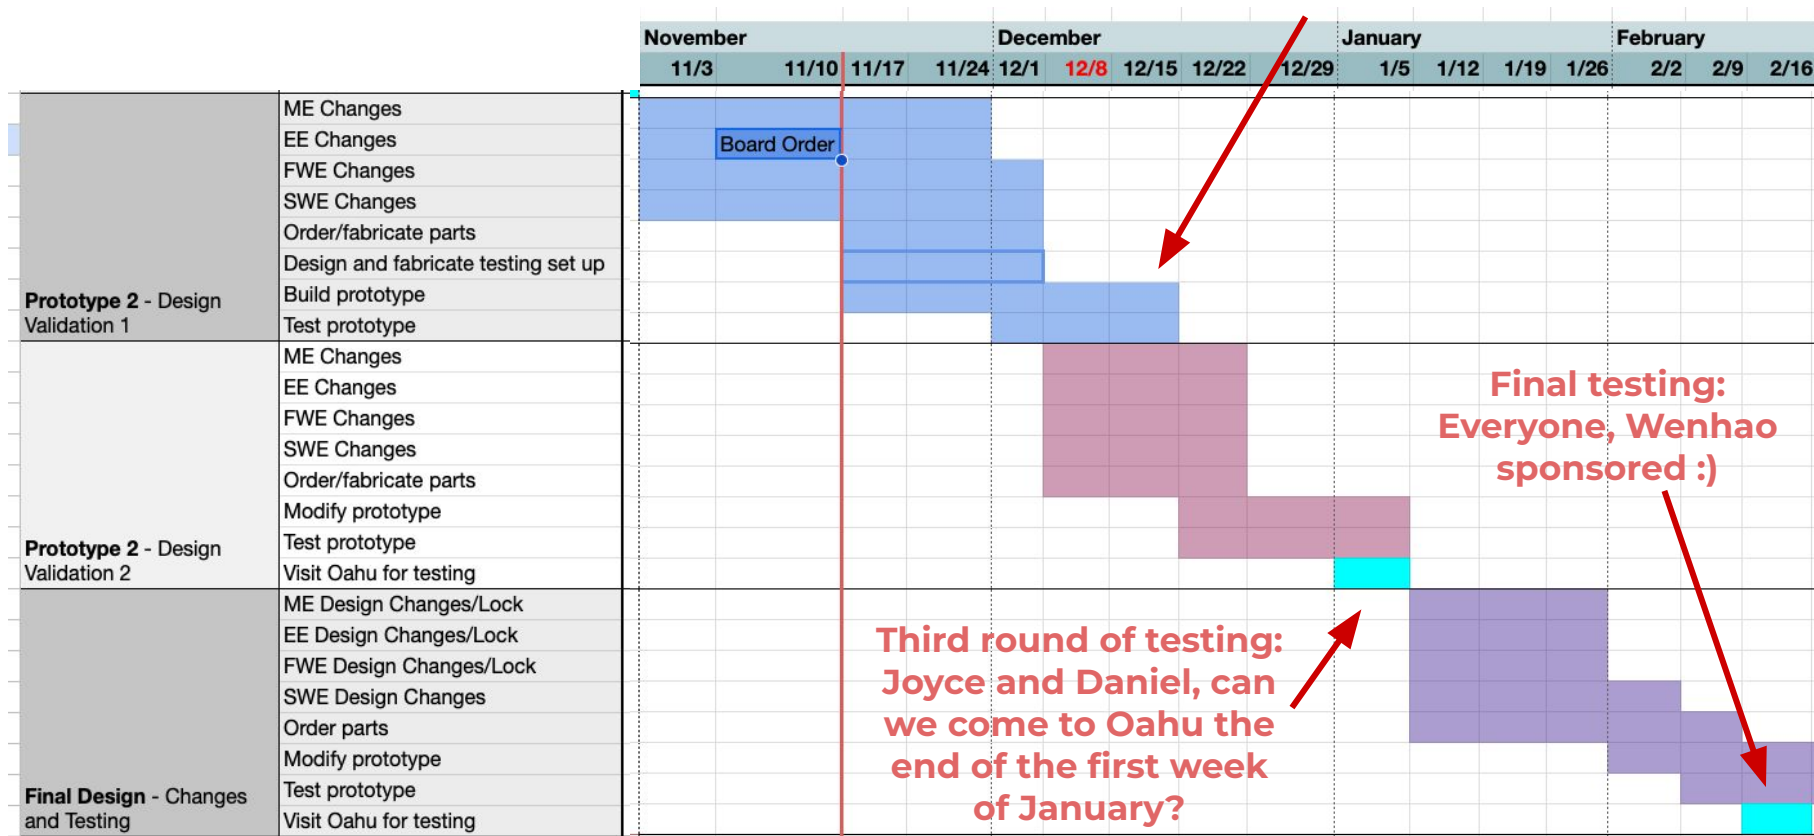 November December January February
11/3 11/10 11/17 11/24 12/1 12/8 12/15 12/22 12/29 1/5 1/12 1/19 1/26 2/2 2/9 2/16
Prototype 2 - Design
Validation 1
ME Changes
EE Changes
Board Order
FWE Changes
SWE Changes
Order/fabricate parts
Design and fabricate testing set up
Build prototype
Test prototype
Prototype 2 - Design
Validation 2
ME Changes
EE Changes
FWE Changes
SWE Changes
Order/fabricate parts
Modify prototype
Test prototype
Visit Oahu for testing
Final testing:
Everyone, Wenhao
sponsored :)
Final Design - Changes
and Testing
ME Design Changes/Lock
EE Design Changes/Lock
FWE Design Changes/Lock
SWE Design Changes
Order parts
Modify prototype
Test prototype
Visit Oahu for testing
Third round of testing:
Joyce and Daniel, can
we come to Oahu the
end of the first week
of January?